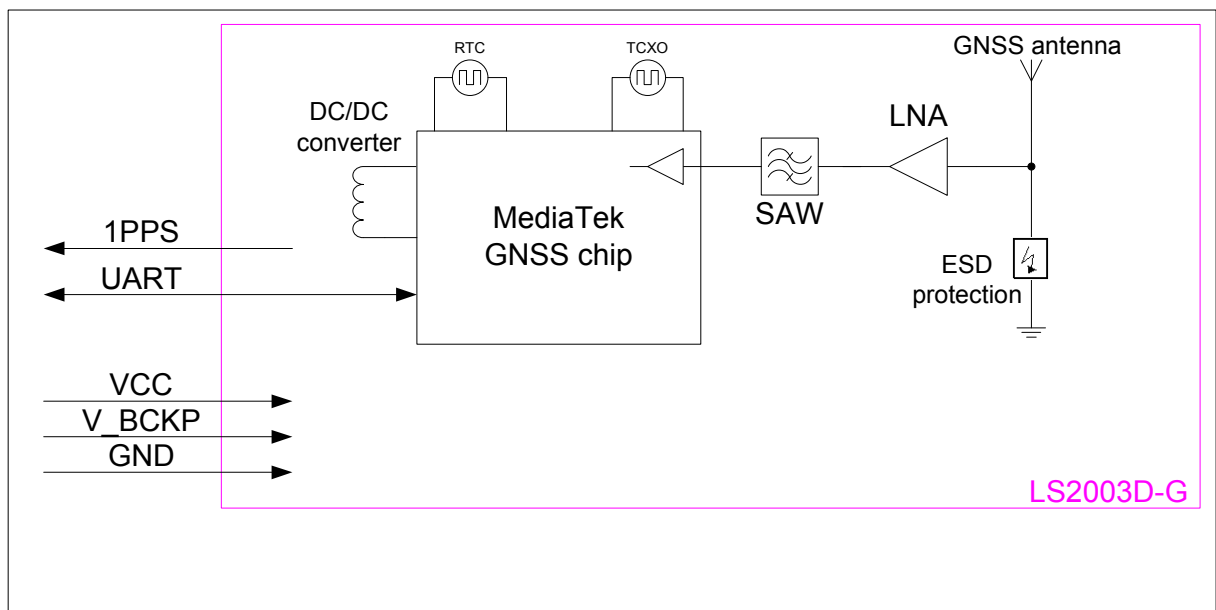 RTC
TCXO
GNSS antenna
DC/DC
converter
LNA
SAW
MediaTek
GNSS chip
1PPS
UART
ESD
protection
VCC
V_BCKP
GND
LS2003D-G